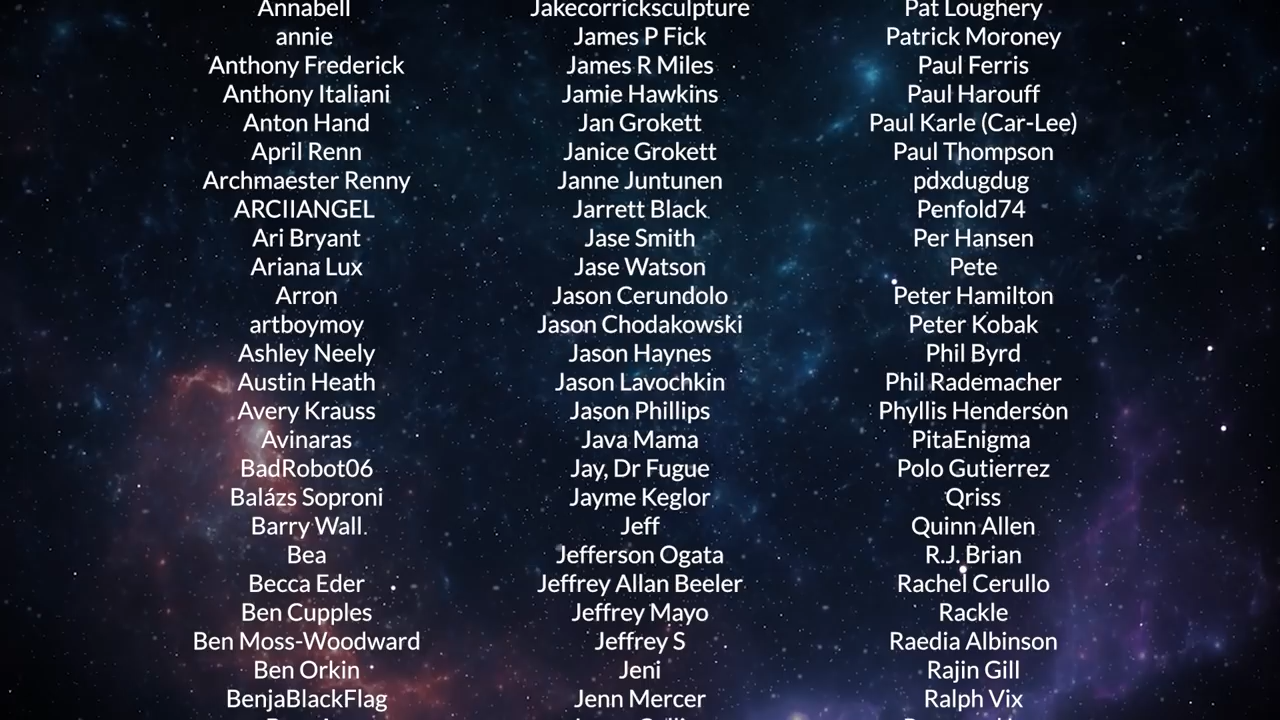 Annabell
annie
Anthony Frederick
Anthony Italiani
Anton Hand
April Renn
Archmaester Renny
ARCIIANGEL
Ari Bryant
Ariana Lux
Arron
artboymoy
Ashley Neely
Austin Heath
Avery Krauss
Avinaras
BadRobot06
Balázs Soproni
Barry Wall
Bea
Becca Eder
Ben Cupples
Ben Moss-Woodward
Ben Orkin
BenjaBlackFlag
Jakecorricksculpture
James P Fick
James R Miles
Jamie Hawkins
Jan Grokett
Janice Grokett
Janne Juntunen
Jarrett Black
Jase Smith
Jase Watson
Jason Cerundolo
Jason Chodakowski
Jason Haynes
Jason Lavochkin
Jason Phillips
Java Mama
Jay, Dr Fugue
Jayme Keglor
Jeff
Jefferson Ogata
Jeffrey Allan Beeler
Jeffrey Mayo
Jeffrey S
Jeni
Jenn Mercer
Pat Loughery
Patrick Moroney
Paul Ferris
Paul Harouff
Paul Karle (Car-Lee)
Paul Thompson
pdxdugdug
Penfold74
Per Hansen
Pete
Peter Hamilton
Peter Kobak
Phil Byrd
Phil Rademacher
Phyllis Henderson
PitaEnigma
Polo Gutierrez
Qriss
Quinn Allen
R.J. Brian
Rachel Cerullo
Rackle
Raedia Albinson
Rajin Gill
Ralph Vix